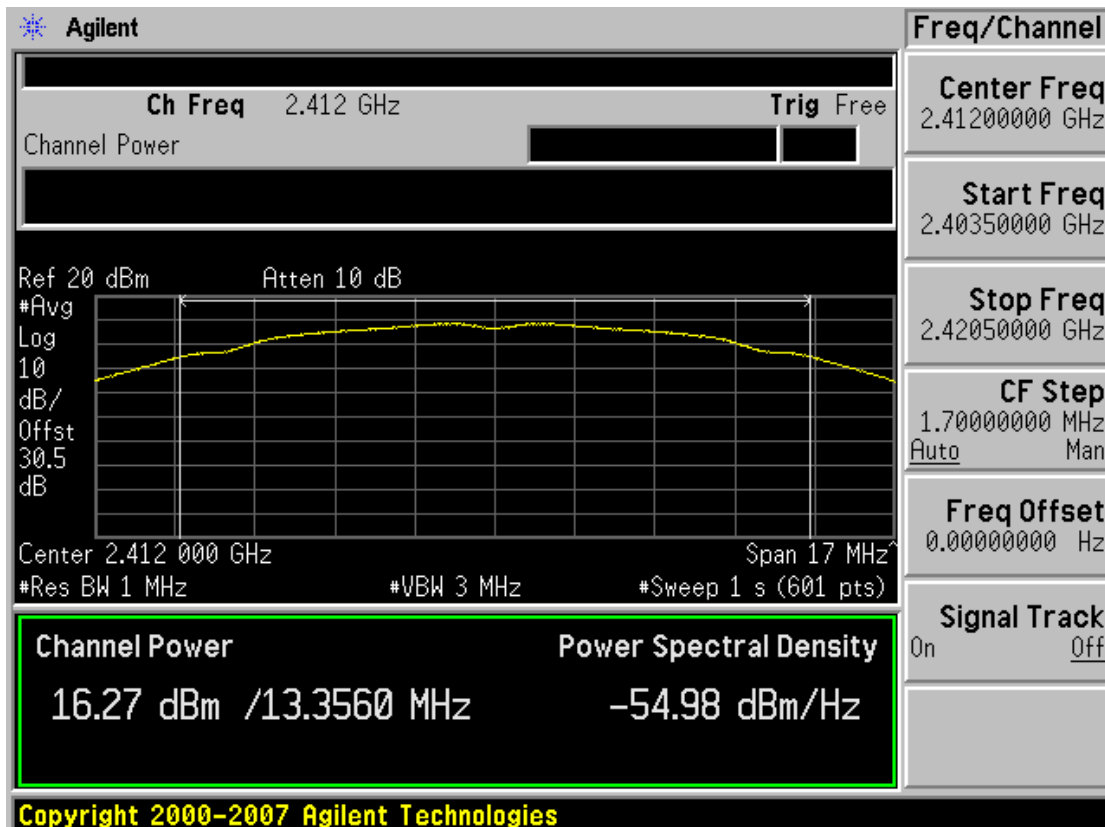 Agilent
Freq/Channel
Ch Freq 2.412 GHz Trig Free
Channel Power
Center Freq
2.41200000 GHz
Start Freq
2.40350000 GHz
Stop Freq
2.42050000 GHz
CF Step
1.70000000 MHz
Auto Man
Freq Offset
0.00000000 Hz
Signal Track
On Off
Ref 20 dBm Atten 10 dB
#Avg
Log
10
dB/
Offst
30.5
dB
Center 2.412 000 GHz Span 17 MHz^
#Res BW 1 MHz #VBW 3 MHz #Sweep 1 s (601 pts)
Channel Power Power Spectral Density
16.27 dBm /13.3560 MHz -54.98 dBm/Hz
Copyright 2000-2007 Agilent Technologies